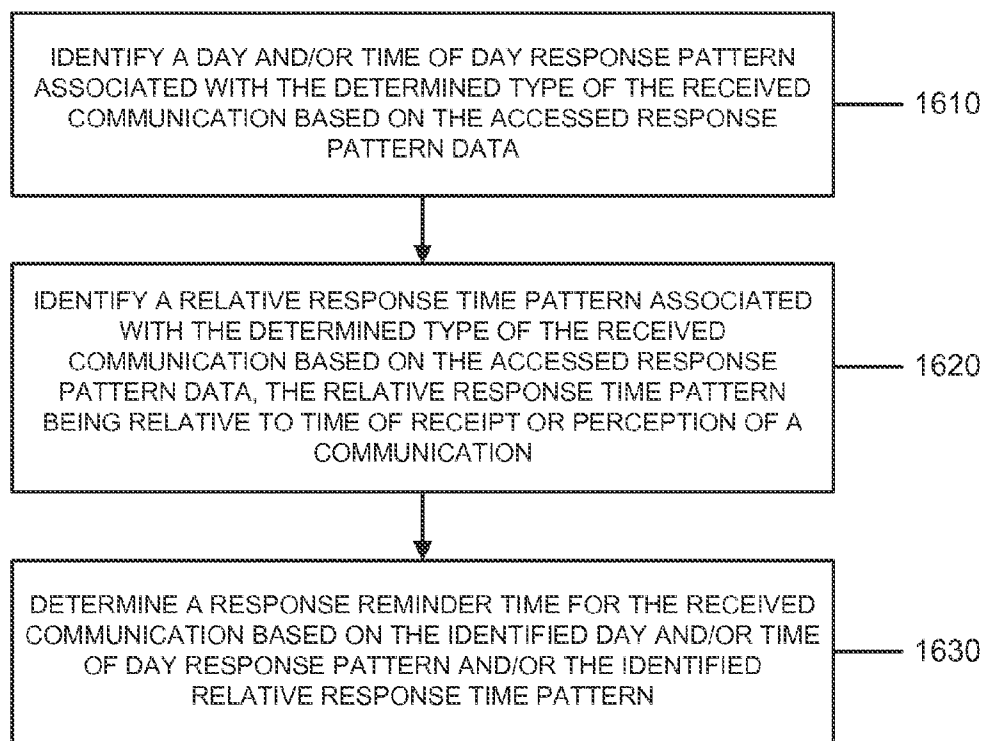 IDENTIFY A DAY AND/OR TIME OF DAY RESPONSE PATTERN
ASSOCIATED WITH THE DETERMINED TYPE OF THE RECEIVED
COMMUNICATION BASED ON THE ACCESSED RESPONSE
PATTERN DATA
1610
IDENTIFY A RELATIVE RESPONSE TIME PATTERN ASSOCIATED
WITH THE DETERMINED TYPE OF THE RECEIVED
COMMUNICATION BASED ON THE ACCESSED RESPONSE
PATTERN DATA, THE RELATIVE RESPONSE TIME PATTERN
BEING RELATIVE TO TIME OF RECEIPT OR PERCEPTION OF A
COMMUNICATION
1620
DETERMINE A RESPONSE REMINDER TIME FOR THE RECEIVED
COMMUNICATION BASED ON THE IDENTIFIED DAY AND/OR TIME
OF DAY RESPONSE PATTERN AND/OR THE IDENTIFIED
RELATIVE RESPONSE TIME PATTERN
1630